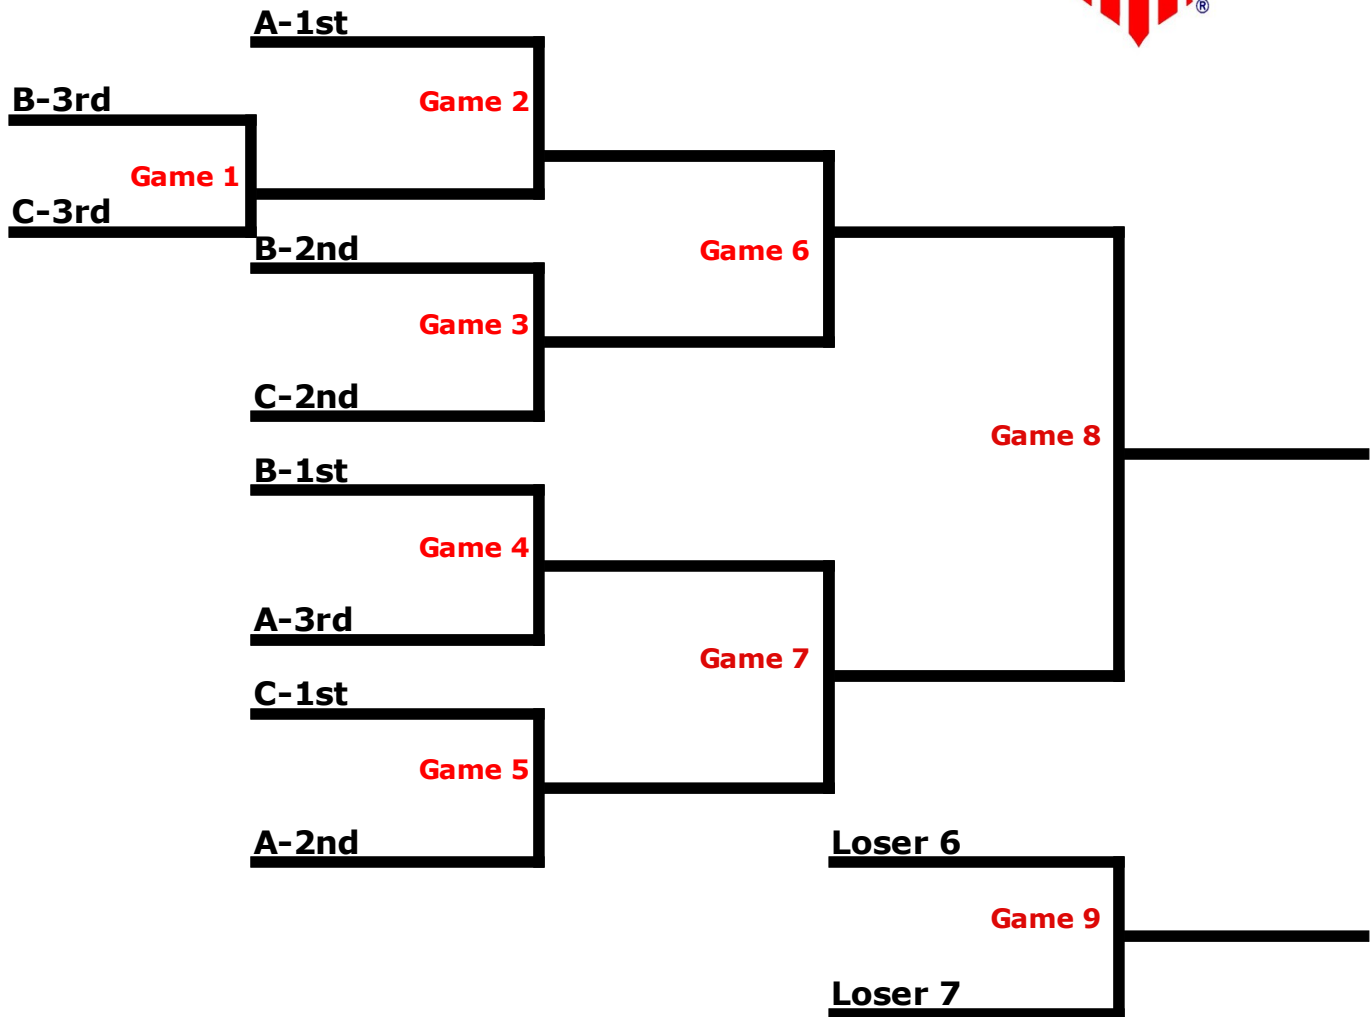 A-1st
B-3rd
Game 2
Game 1
C-3rd
B-2nd
Game 6
Game 3
C-2nd
Game 8
B-1st
Game 4
A-3rd
Game 7
C-1st
Game 5
A-2nd
Loser 6
Game 9
Loser 7
®